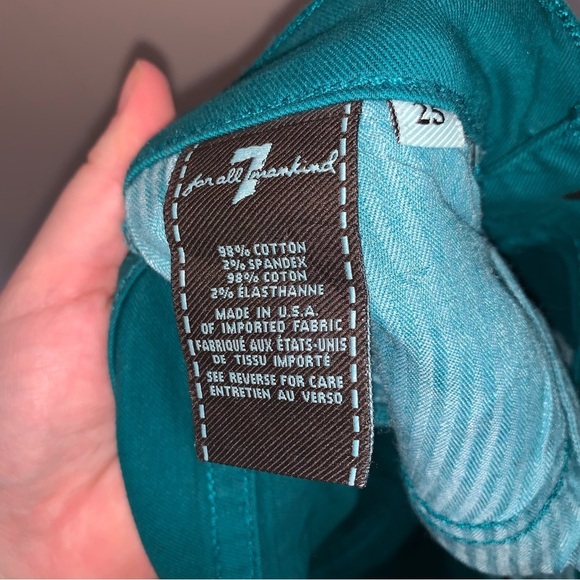 25
for all 7 mankind
98% COTTON
2% SPANDEX
98% COTON
2% ÉLASTHANNE
MADE IN U.S.A.
OF IMPORTED FABRIC
FABRIQUÉ AUX ÉTATS-UNIS
DE TISSU IMPORTÉ
SEE REVERSE FOR CARE
ENTRETIEN AU VERSO